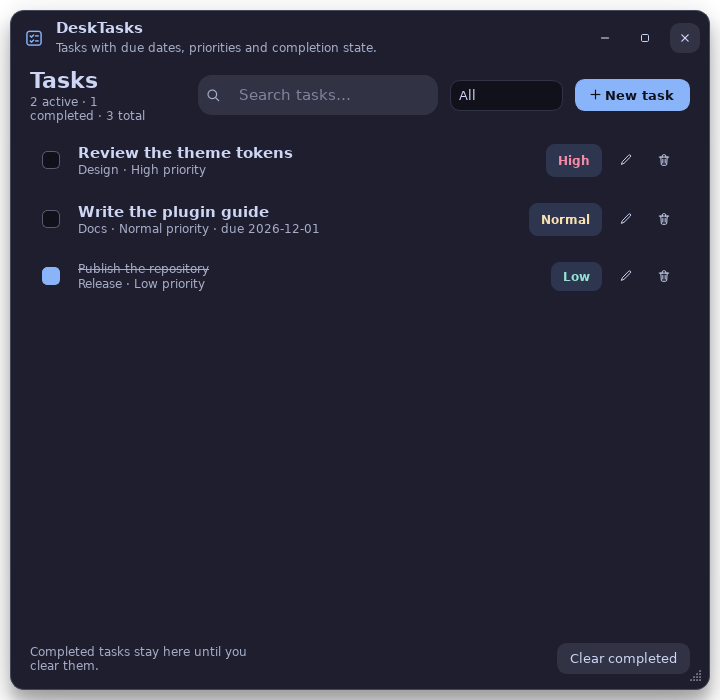 DeskTasks
Tasks with due dates, priorities and completion state.
Tasks
2 active · 1
completed · 3 total
Search tasks...
All
+ New task
Review the theme tokens
Design · High priority
High
Write the plugin guide
Docs · Normal priority · due 2026-12-01
Normal
Publish the repository
Release · Low priority
Low
Completed tasks stay here until you
clear them.
Clear completed